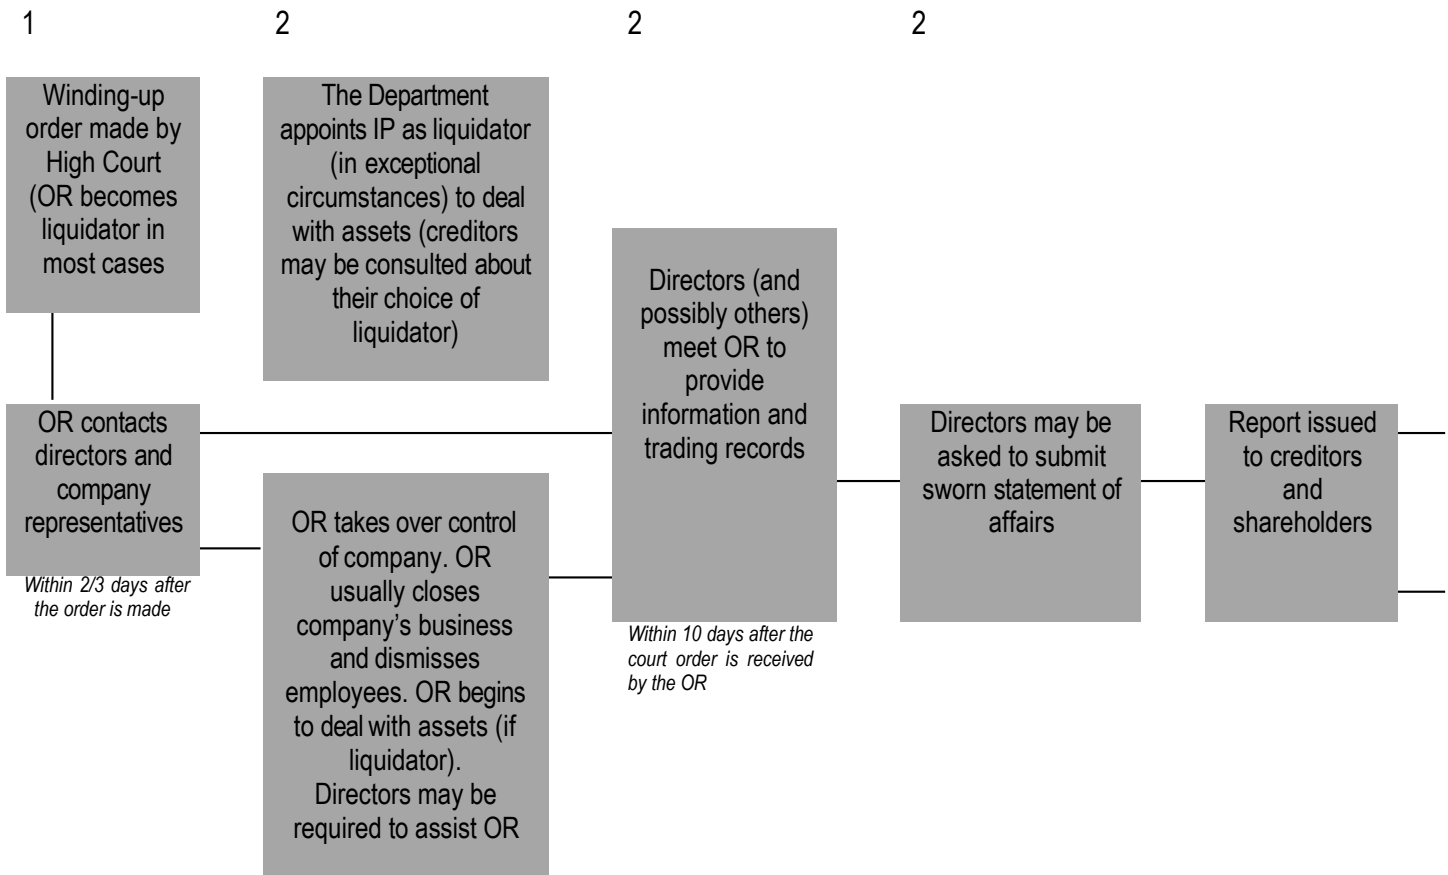 1
2
2
2
Winding-up
order made by
High Court
(OR becomes
liquidator in
most cases
The Department
appoints IP as liquidator
(in exceptional
circumstances) to deal
with assets (creditors
may be consulted about
their choice of
liquidator)
OR contacts
directors and
company
representatives
Within 2/3 days after
the order is made
OR takes over control
of company. OR
usually closes
company's business
and dismisses
employees. OR begins
to deal with assets (if
liquidator).
Directors may be
required to assist OR
Directors (and
possibly others)
meet OR to
provide
information and
trading records
Within 10 days after the
court order is received
by the OR
Directors may be
asked to submit
sworn statement of
affairs
Report issued
to creditors
and
shareholders